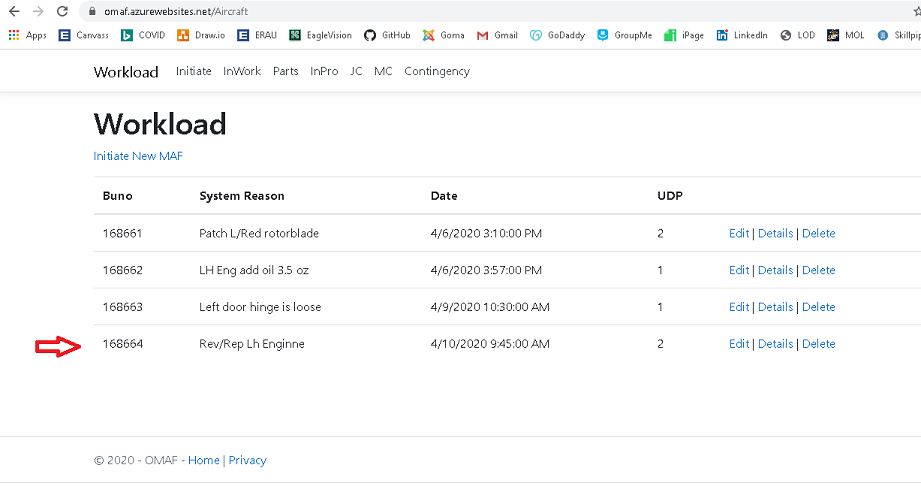 omaf.azurewebsites.net/Aircraft
Apps Canvass COVID Draw.io ERAU EagleVision GitHub Goma Gmail GoDaddy GroupMe iPage LinkedIn LOD MOL Skillpip
Workload Initiate InWork Parts InPro JC MC Contingency
Workload
Initiate New MAF
Buno System Reason Date UDP
168661 Patch L/Red rotorblade 4/6/2020 3:10:00 PM 2 Edit | Details | Delete
168662 LH Eng add oil 3.5 oz 4/6/2020 3:57:00 PM 1 Edit | Details | Delete
168663 Left door hinge is loose 4/9/2020 10:30:00 AM 1 Edit | Details | Delete
168664 Rev/Rep Lh Enginne 4/10/2020 9:45:00 AM 2 Edit | Details | Delete
© 2020 - OMAF - Home | Privacy